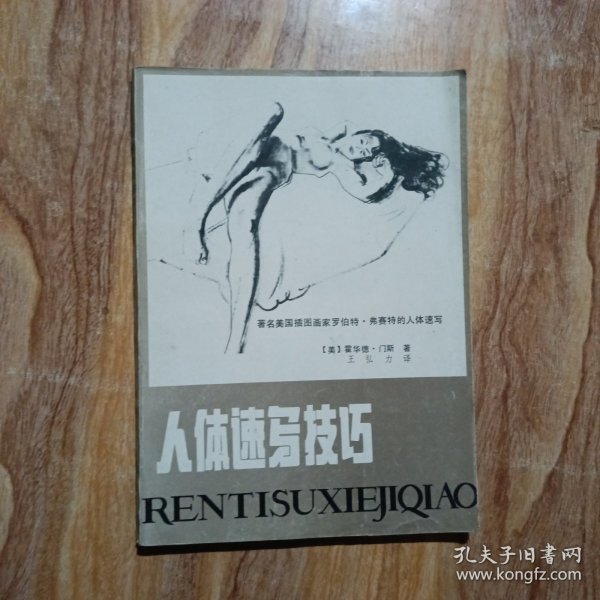 著名美国插图画家罗伯特·弗赛特的人体速写
【美】霍华德·门斯 著
王弘力 译
人体速写技巧
RENTISUXIEJIQIAO
孔夫子旧书网
www.kongfz.com